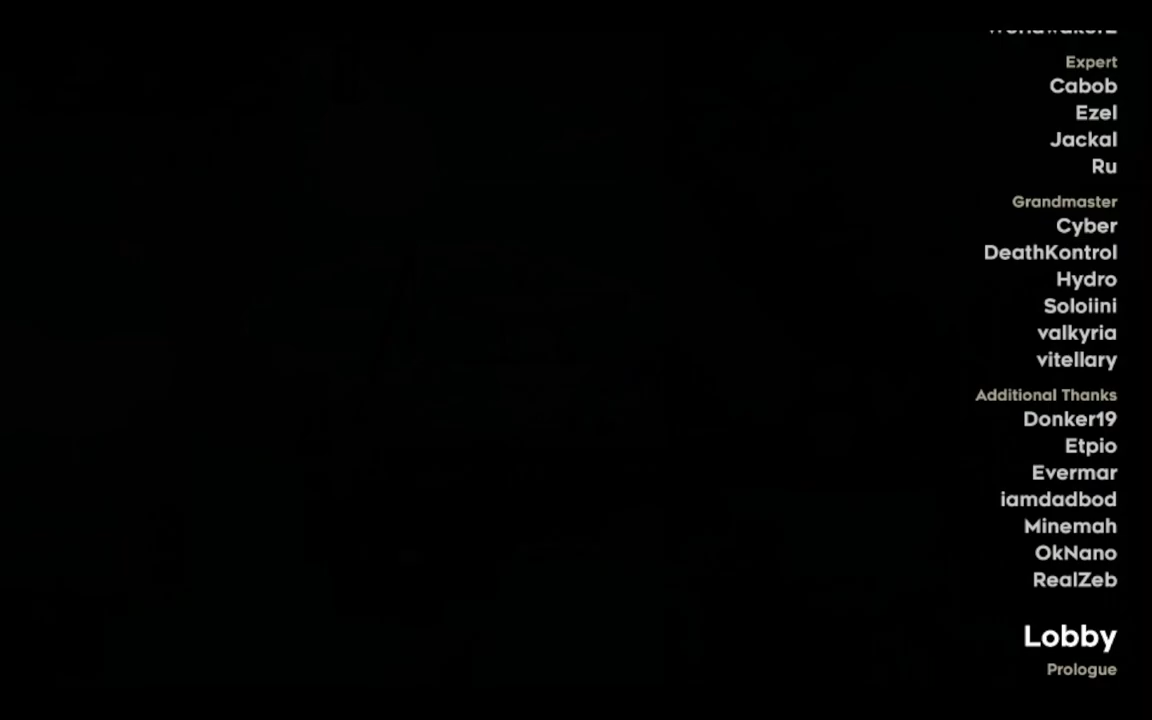 Expert
Cabob
Ezel
Jackal
Ru
Grandmaster
Cyber
DeathKontrol
Hydro
Soloiini
valkyria
vitellary
Additional Thanks
Donker19
Etpio
Evermar
iamdadbod
Minemah
OkNano
RealZeb
Lobby
Prologue